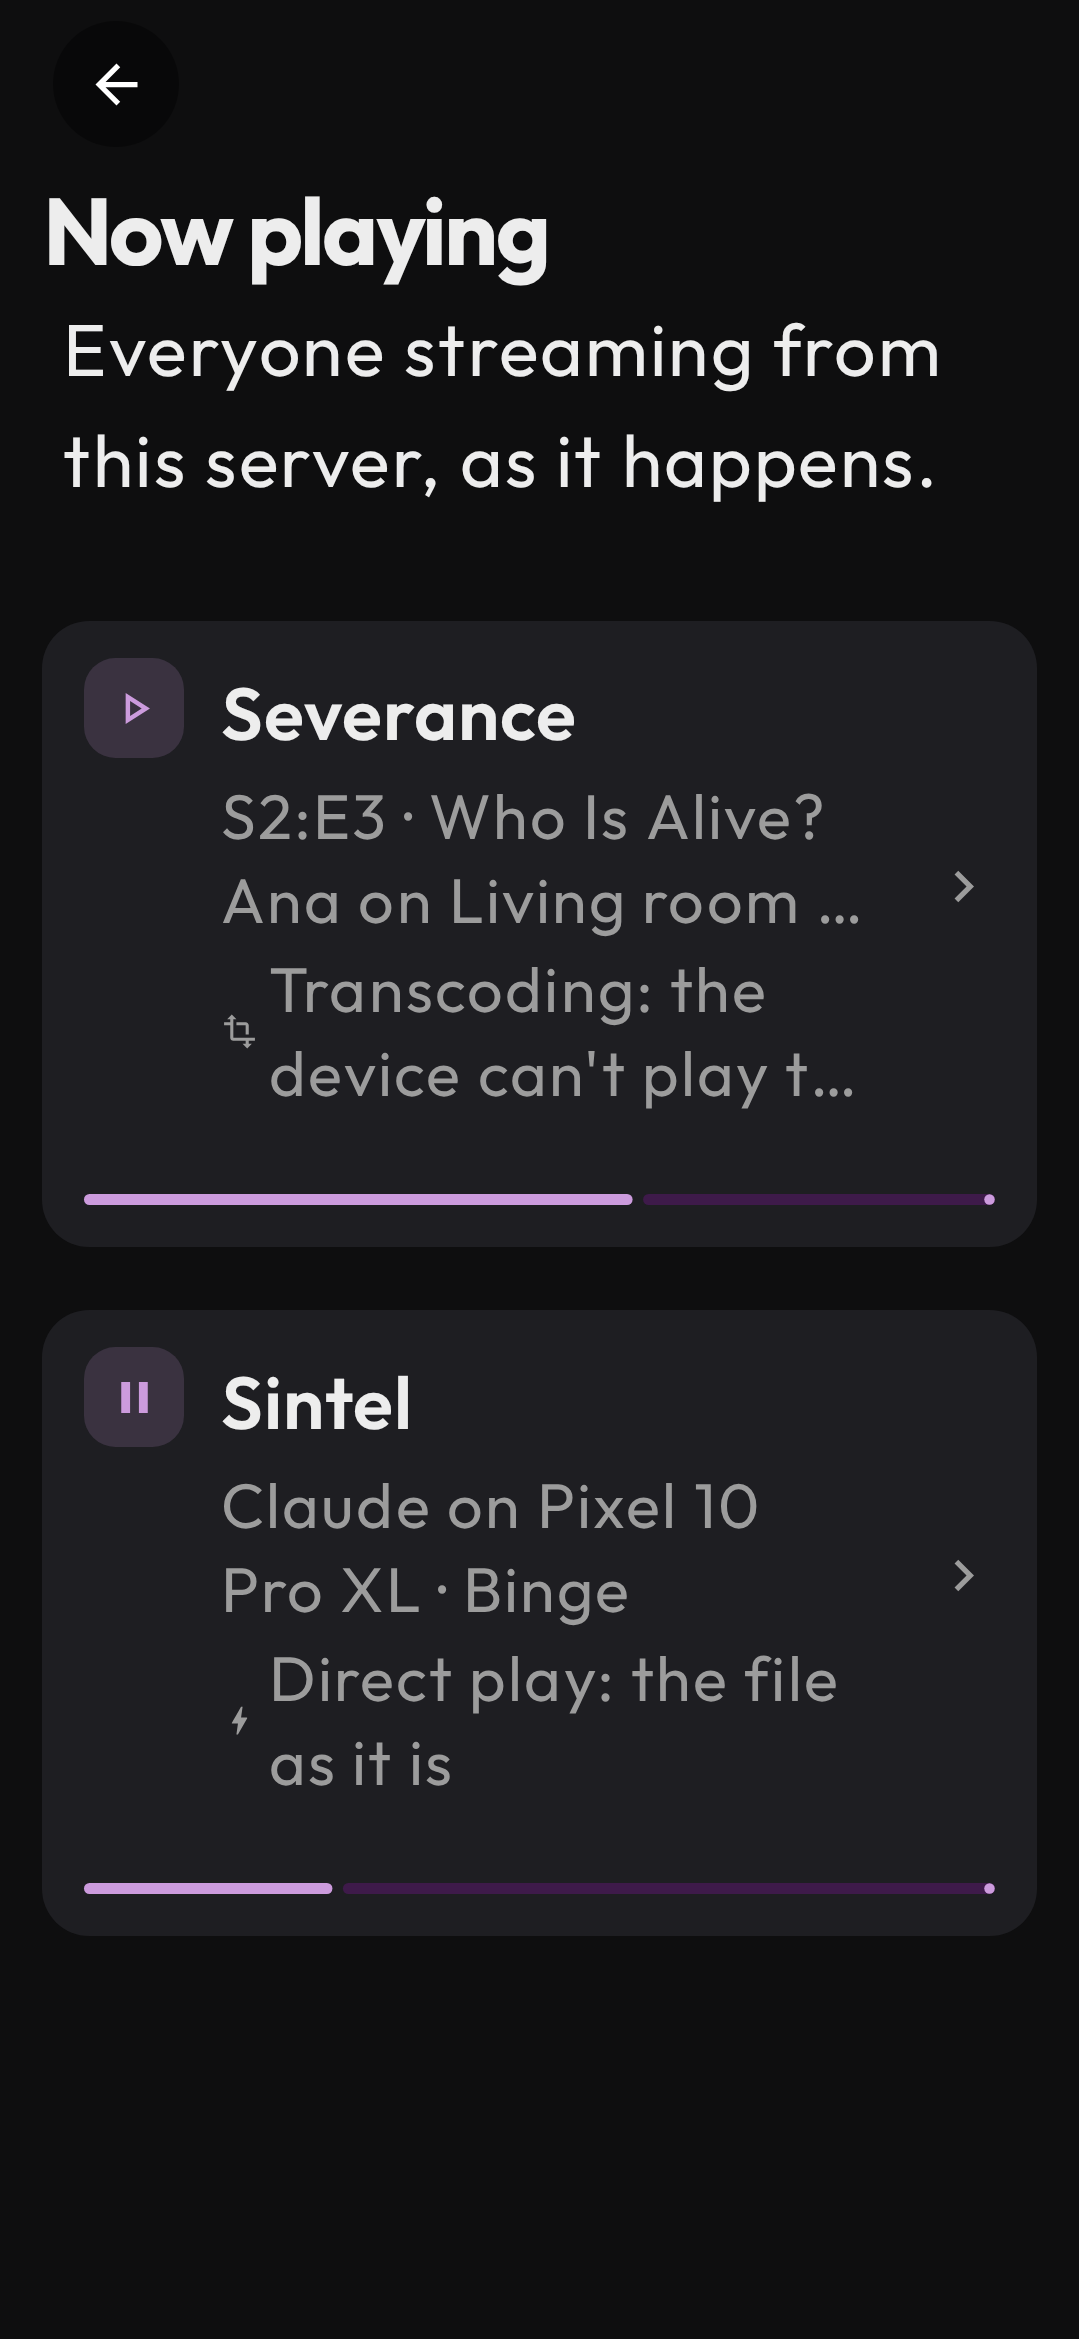 Now playing
Everyone streaming from
this server, as it happens.
Severance
S2:E3 · Who Is Alive?
Ana on Living room …
Transcoding: the
device can't play t…
Sintel
Claude on Pixel 10
Pro XL · Binge
Direct play: the file
as it is